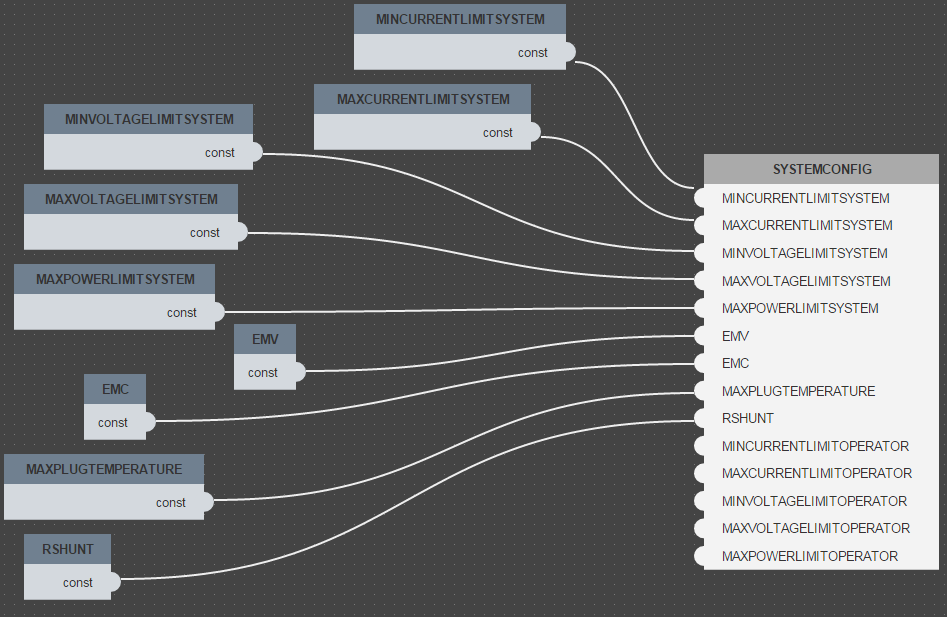 MINCURRENTLIMITSYSTEM
const
MAXCURRENTLIMITSYSTEM
const
MINVOLTAGELIMITSYSTEM
const
MAXVOLTAGELIMITSYSTEM
const
MAXPOWERLIMITSYSTEM
const
EMV
const
EMC
const
MAXPLUGTEMPERATURE
const
RSHUNT
const
SYSTEMCONFIG
MINCURRENTLIMITSYSTEM
MAXCURRENTLIMITSYSTEM
MINVOLTAGELIMITSYSTEM
MAXVOLTAGELIMITSYSTEM
MAXPOWERLIMITSYSTEM
EMV
EMC
MAXPLUGTEMPERATURE
RSHUNT
MINCURRENTLIMITOPERATOR
MAXCURRENTLIMITOPERATOR
MINVOLTAGELIMITOPERATOR
MAXVOLTAGELIMITOPERATOR
MAXPOWERLIMITOPERATOR